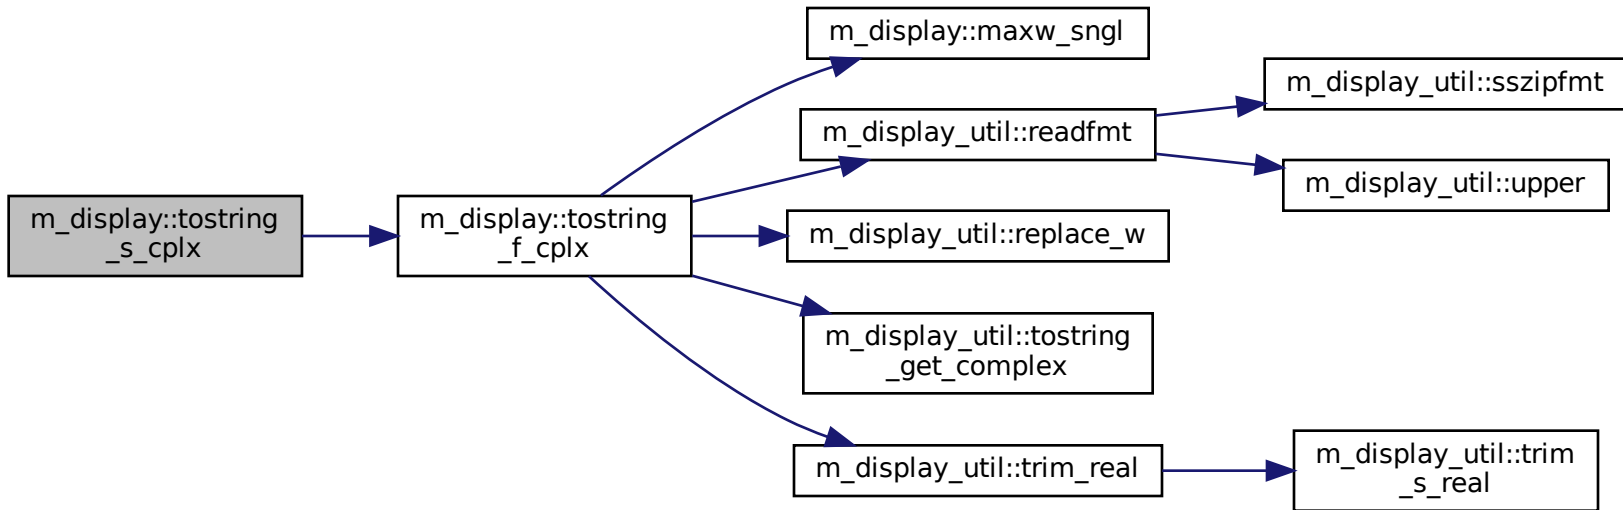 m_display::tostring
_s_cplx
m_display::tostring
_f_cplx
m_display::maxw_sngl
m_display_util::readfmt
m_display_util::replace_w
m_display_util::tostring
_get_complex
m_display_util::trim_real
m_display_util::sszipfmt
m_display_util::upper
m_display_util::trim
_s_real